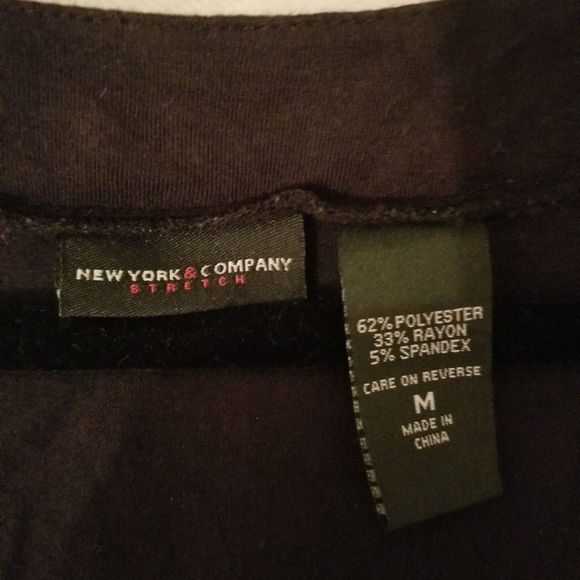 NEW YORK & COMPANY
STRETCH
62% POLYESTER
33% RAYON
5% SPANDEX
CARE ON REVERSE
M
MADE IN
CHINA